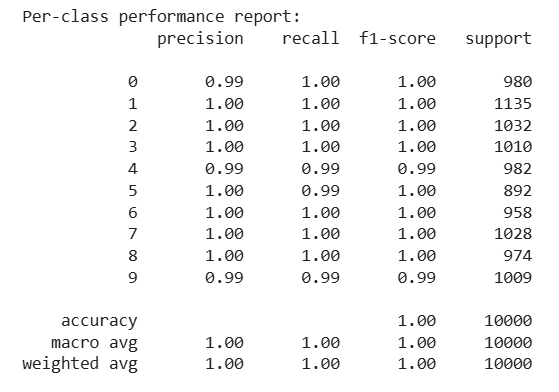 Per-class performance report:
precision recall f1-score support
0 0.99 1.00 1.00 980
1 1.00 1.00 1.00 1135
2 1.00 1.00 1.00 1032
3 1.00 1.00 1.00 1010
4 0.99 0.99 0.99 982
5 1.00 0.99 1.00 892
6 1.00 1.00 1.00 958
7 1.00 1.00 1.00 1028
8 1.00 1.00 1.00 974
9 0.99 0.99 0.99 1009
accuracy 1.00 10000
macro avg 1.00 1.00 1.00 10000
weighted avg 1.00 1.00 1.00 10000